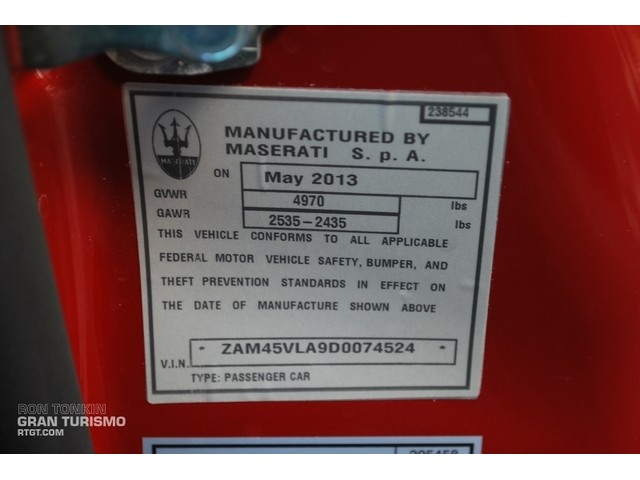 238544
MASERATI
MANUFACTURED BY
MASERATI S. p. A.
ON May 2013
GVWR 4970 lbs
GAWR 2535-2435 lbs
THIS VEHICLE CONFORMS TO ALL APPLICABLE
FEDERAL MOTOR VEHICLE SAFETY, BUMPER, AND
THEFT PREVENTION STANDARDS IN EFFECT ON
THE DATE OF MANUFACTURE SHOWN ABOVE
V.I.N. - ZAM45VLA9D0074524 -
TYPE: PASSENGER CAR
RON TONKIN
GRAN TURISMO
RTGT.COM